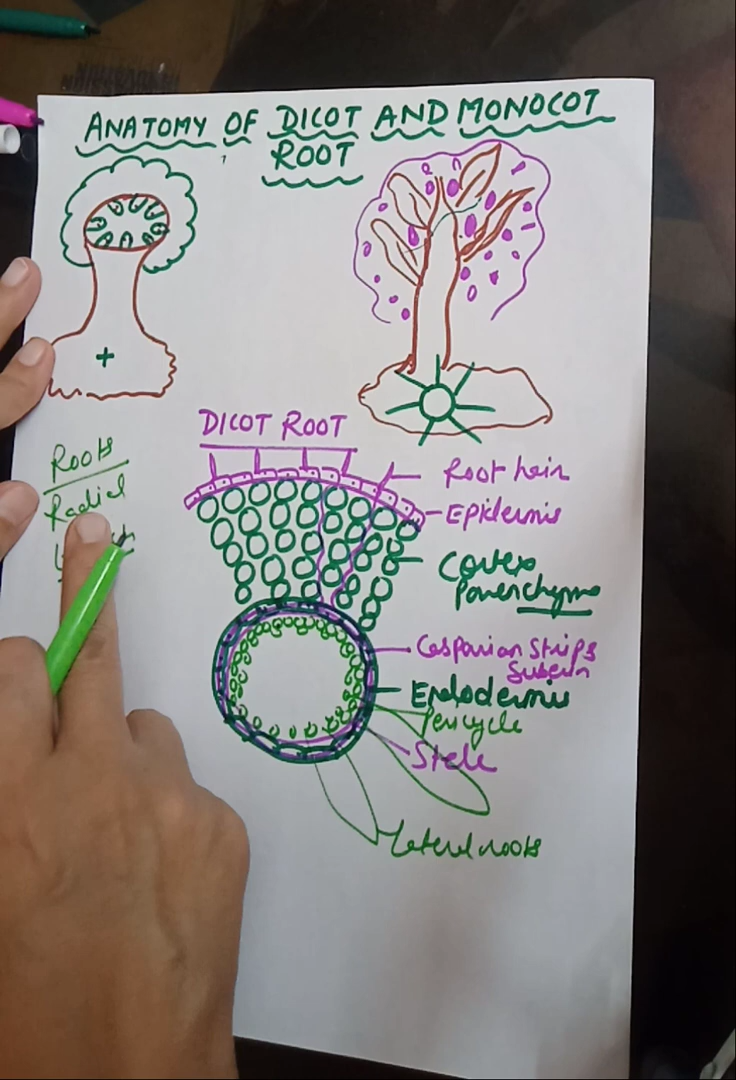 ANATOMY OF DICOT AND MONOCOT
ROOT
DICOT ROOT
Roots
Radial
Root hair
Epidermis
Cortex
Parenchyma
Casparian Strips
Suberin
Endodermis
Pericycle
Stele
Lateral roots